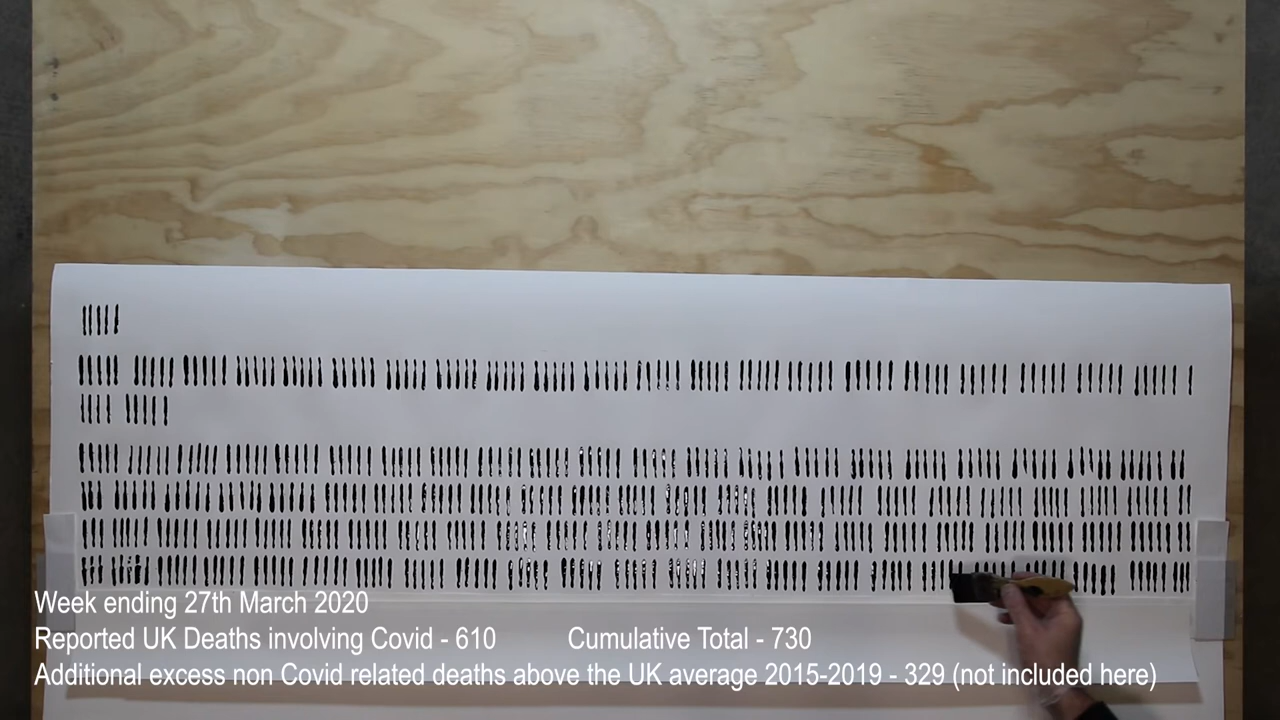 Week ending 27th March 2020
Reported UK Deaths involving Covid - 610 Cumulative Total - 730
Additional excess non Covid related deaths above the UK average 2015-2019 - 329 (not included here)